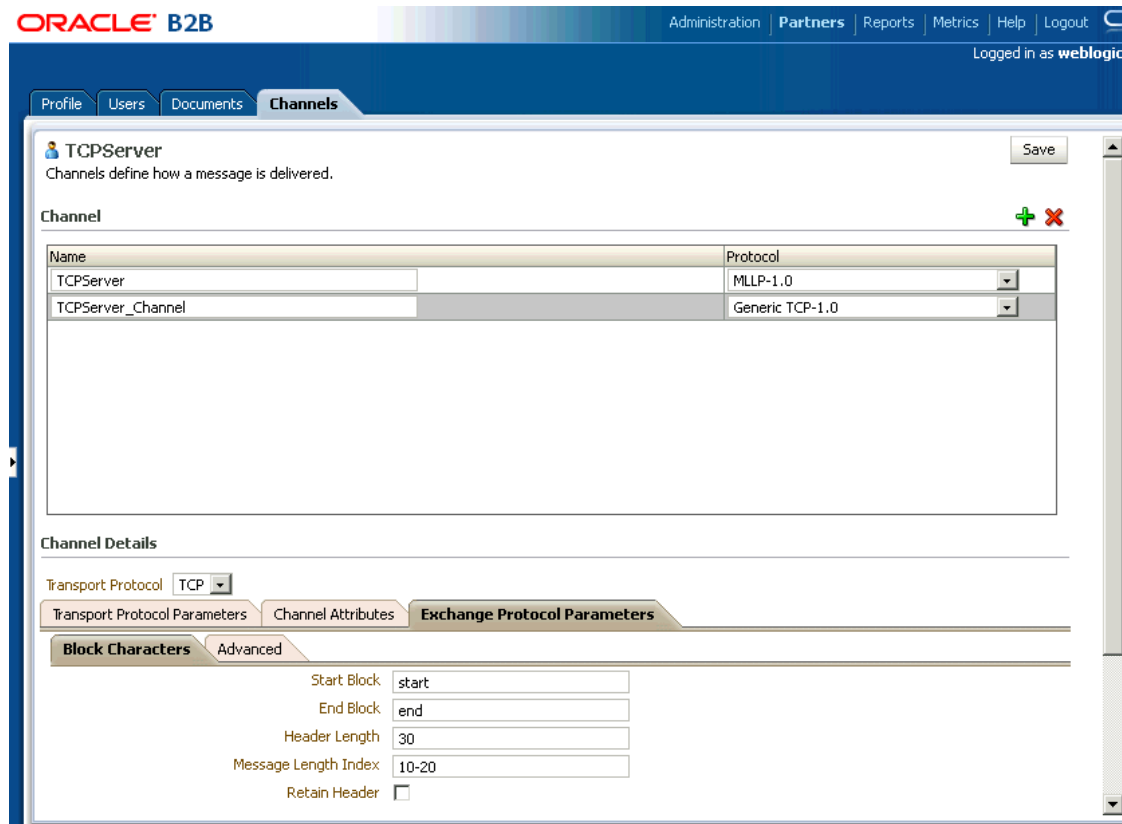 ORACLE B2B
Administration | Partners | Reports | Metrics | Help | Logout
Logged in as weblogic
Profile Users Documents Channels
TCPServer
Save
Channels define how a message is delivered.
Channel
Name Protocol
TCPServer MLLP-1.0
TCPServer_Channel Generic TCP-1.0
Channel Details
Transport Protocol TCP
Transport Protocol Parameters Channel Attributes Exchange Protocol Parameters
Block Characters Advanced
Start Block start
End Block end
Header Length 30
Message Length Index 10-20
Retain Header